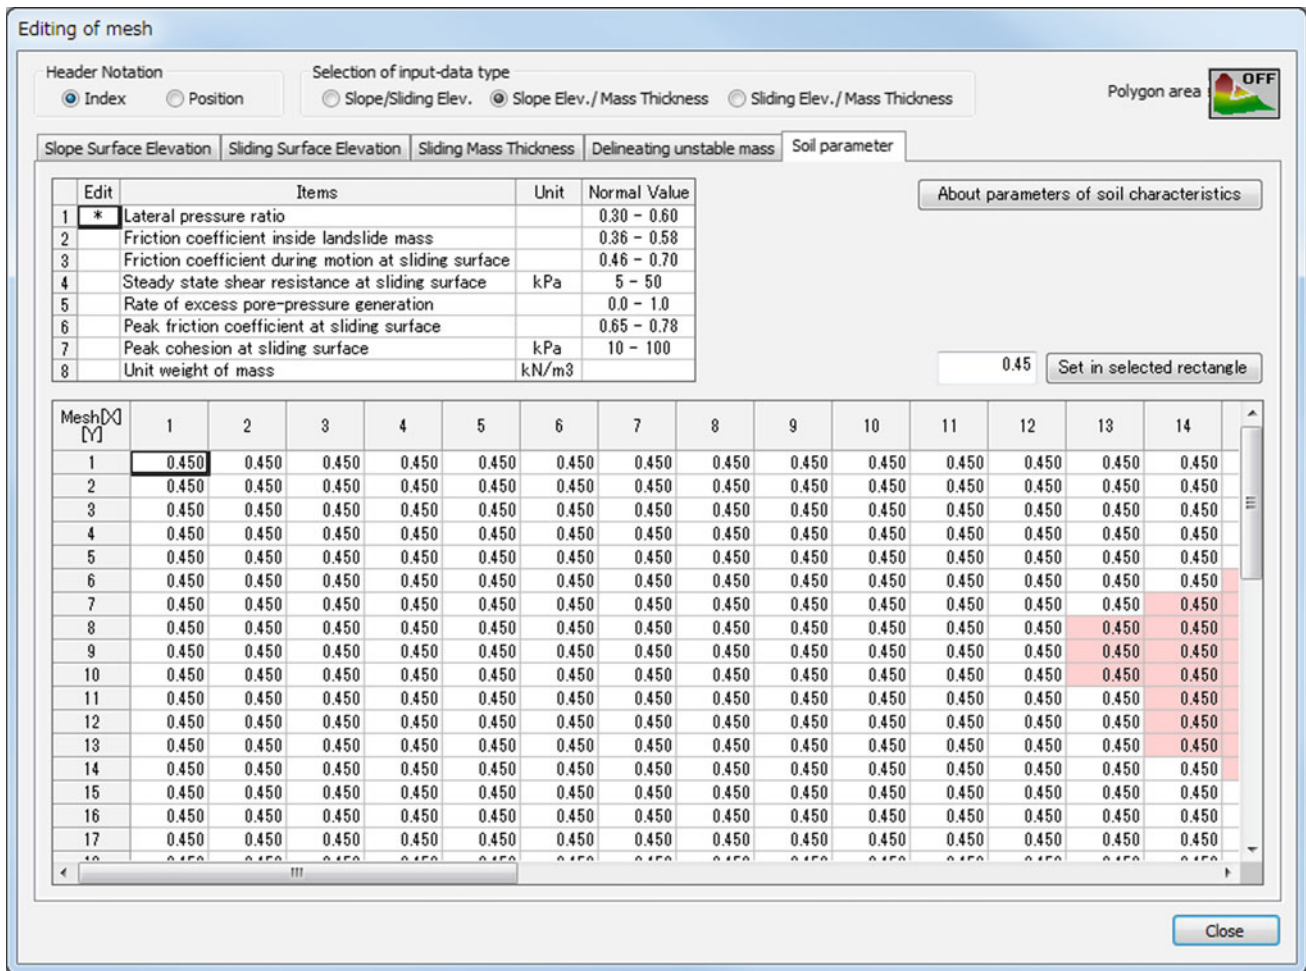 Editing of mesh
Header Notation
Index Position
Selection of input-data type
Slope/Sliding Elev. Slope Elev./Mass Thickness Sliding Elev./Mass Thickness
Polygon area
OFF
Slope Surface Elevation Sliding Surface Elevation Sliding Mass Thickness Delineating unstable mass Soil parameter
Edit Items Unit Normal Value
1 * Lateral pressure ratio 0.30 - 0.60
2 Friction coefficient inside landslide mass 0.36 - 0.58
3 Friction coefficient during motion at sliding surface 0.46 - 0.70
4 Steady state shear resistance at sliding surface kPa 5 - 50
5 Rate of excess pore-pressure generation 0.0 - 1.0
6 Peak friction coefficient at sliding surface 0.65 - 0.78
7 Peak cohesion at sliding surface kPa 10 - 100
8 Unit weight of mass kN/m3
About parameters of soil characteristics
0.45 Set in selected rectangle
Mesh[X] [Y] 1 2 3 4 5 6 7 8 9 10 11 12 13 14
1 0.450 0.450 0.450 0.450 0.450 0.450 0.450 0.450 0.450 0.450 0.450 0.450 0.450 0.450
2 0.450 0.450 0.450 0.450 0.450 0.450 0.450 0.450 0.450 0.450 0.450 0.450 0.450 0.450
3 0.450 0.450 0.450 0.450 0.450 0.450 0.450 0.450 0.450 0.450 0.450 0.450 0.450 0.450
4 0.450 0.450 0.450 0.450 0.450 0.450 0.450 0.450 0.450 0.450 0.450 0.450 0.450 0.450
5 0.450 0.450 0.450 0.450 0.450 0.450 0.450 0.450 0.450 0.450 0.450 0.450 0.450 0.450
6 0.450 0.450 0.450 0.450 0.450 0.450 0.450 0.450 0.450 0.450 0.450 0.450 0.450 0.450
7 0.450 0.450 0.450 0.450 0.450 0.450 0.450 0.450 0.450 0.450 0.450 0.450 0.450 0.450
8 0.450 0.450 0.450 0.450 0.450 0.450 0.450 0.450 0.450 0.450 0.450 0.450 0.450 0.450
9 0.450 0.450 0.450 0.450 0.450 0.450 0.450 0.450 0.450 0.450 0.450 0.450 0.450 0.450
10 0.450 0.450 0.450 0.450 0.450 0.450 0.450 0.450 0.450 0.450 0.450 0.450 0.450 0.450
11 0.450 0.450 0.450 0.450 0.450 0.450 0.450 0.450 0.450 0.450 0.450 0.450 0.450 0.450
12 0.450 0.450 0.450 0.450 0.450 0.450 0.450 0.450 0.450 0.450 0.450 0.450 0.450 0.450
13 0.450 0.450 0.450 0.450 0.450 0.450 0.450 0.450 0.450 0.450 0.450 0.450 0.450 0.450
14 0.450 0.450 0.450 0.450 0.450 0.450 0.450 0.450 0.450 0.450 0.450 0.450 0.450 0.450
15 0.450 0.450 0.450 0.450 0.450 0.450 0.450 0.450 0.450 0.450 0.450 0.450 0.450 0.450
16 0.450 0.450 0.450 0.450 0.450 0.450 0.450 0.450 0.450 0.450 0.450 0.450 0.450 0.450
17 0.450 0.450 0.450 0.450 0.450 0.450 0.450 0.450 0.450 0.450 0.450 0.450 0.450 0.450
Close